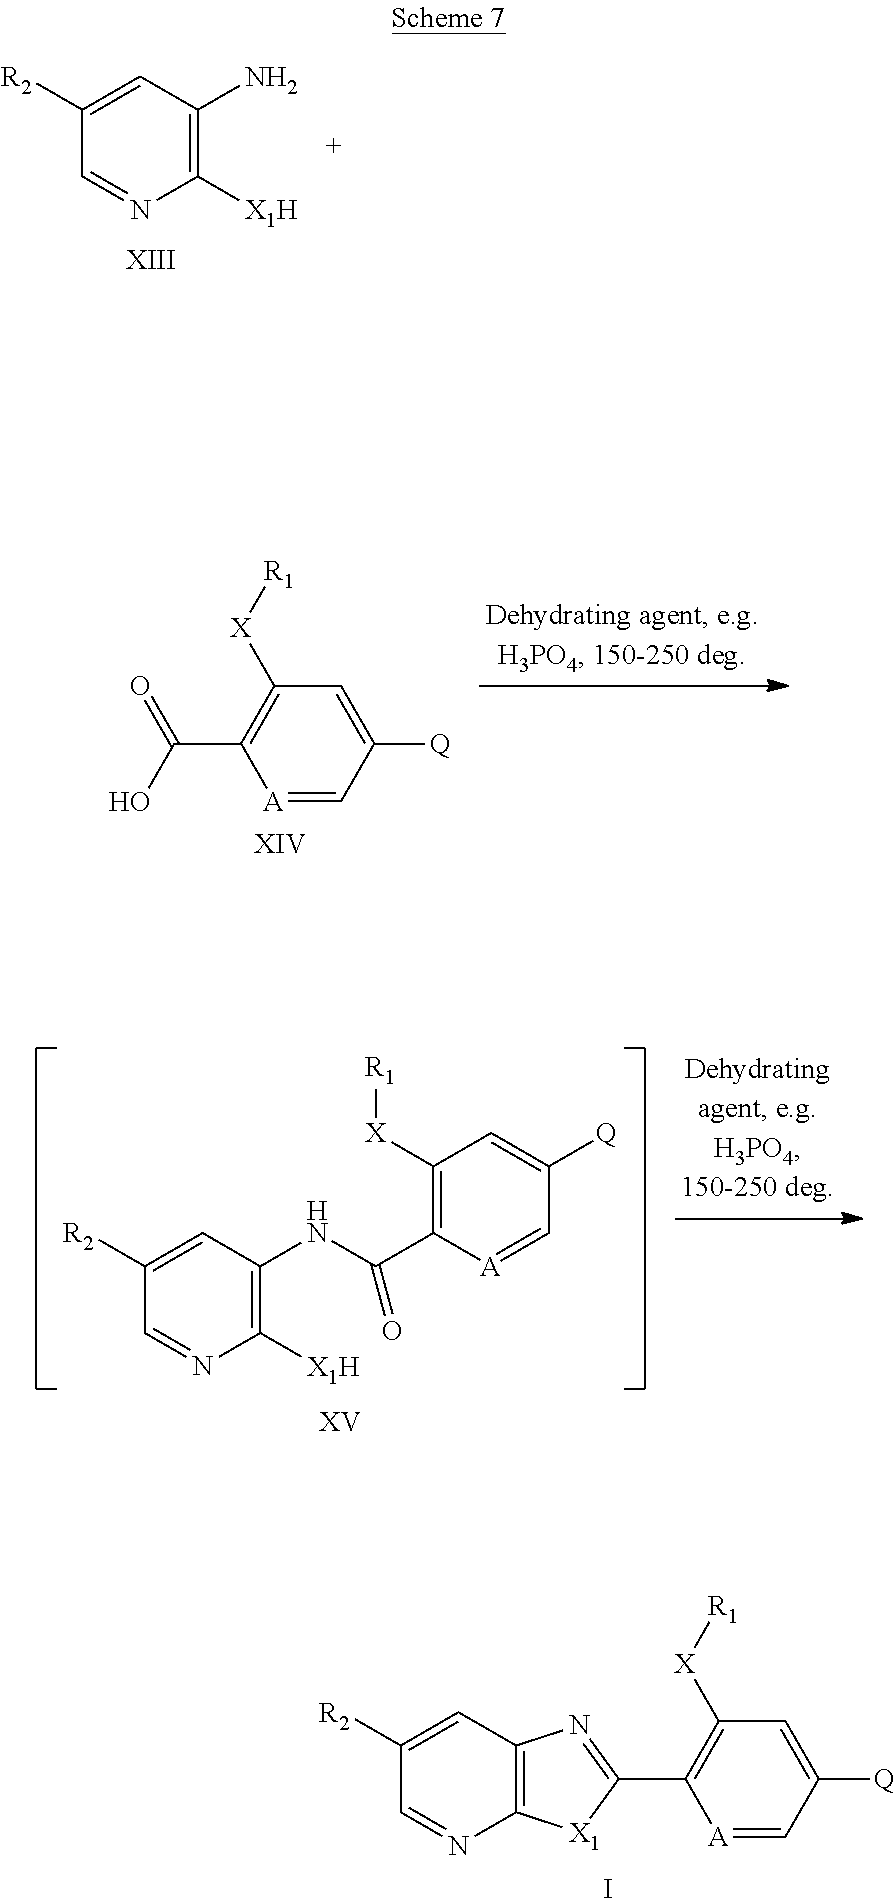 Scheme 7
R2 NH2
+
N X1H
XIII
R1
X
Dehydrating agent, e.g.
H3PO4, 150-250 deg.
O
Q
HO A
XIV
R1
Dehydrating
agent, e.g.
H3PO4,
150-250 deg.
X Q
H
R2 N
A
O
N X1H
XV
R1
X
R2 N
Q
N X1 A
I